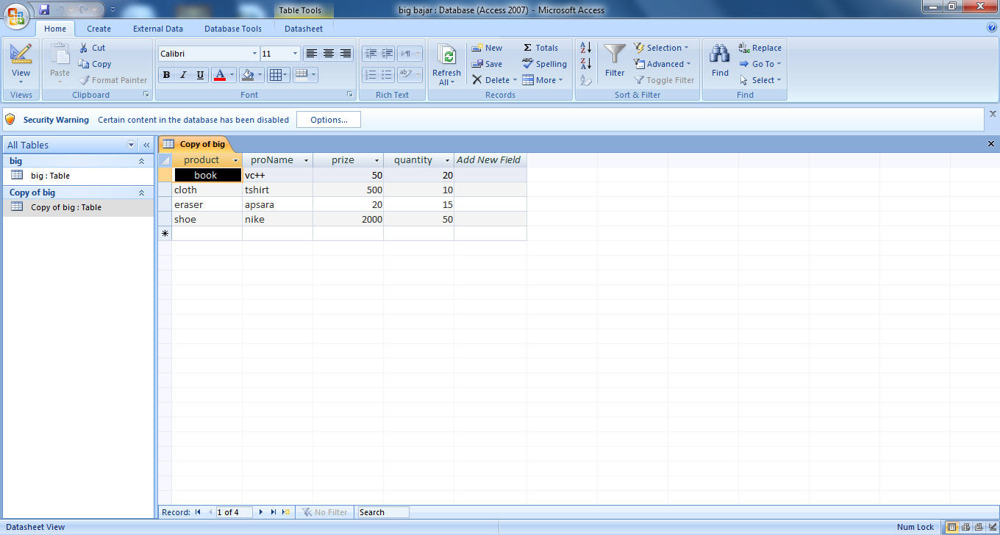 Table Tools
big bajar : Database (Access 2007) - Microsoft Access
Home Create External Data Database Tools Datasheet
View
Views
Paste
Cut
Copy
Format Painter
Clipboard
Calibri 11
B I U A
Font
Rich Text
Refresh
All
New
Save
Delete
Σ Totals
Spelling
More
Records
Filter
Selection
Advanced
Toggle Filter
Sort & Filter
Find
Replace
Go To
Select
Find
Security Warning Certain content in the database has been disabled Options...
All Tables
big
big : Table
Copy of big
Copy of big : Table
Copy of big
product proName prize quantity Add New Field
book vc++ 50 20
cloth tshirt 500 10
eraser apsara 20 15
shoe nike 2000 50
Record: 1 of 4 No Filter Search
Datasheet View Num Lock